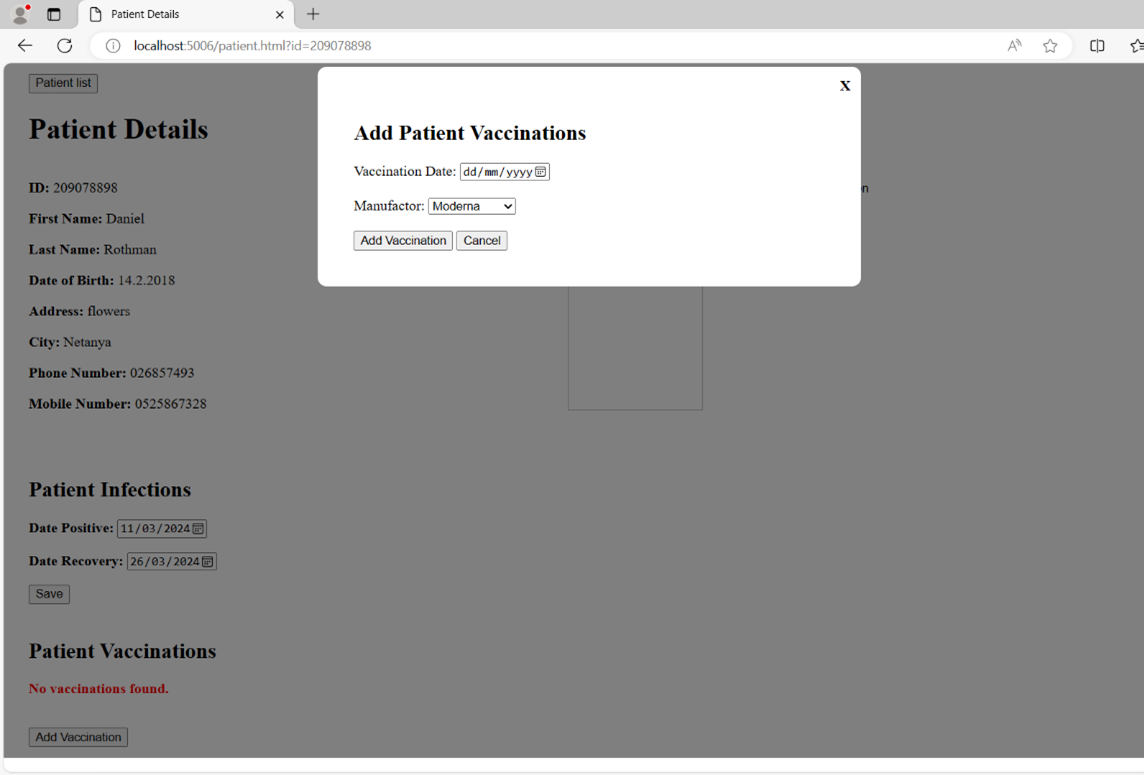 Patient Details
localhost:5006/patient.html?id=209078898
Patient list
X
Patient Details
Add Patient Vaccinations
Vaccination Date: dd/mm/yyyy
Manufactor: Moderna
Add Vaccination Cancel
ID: 209078898
First Name: Daniel
Last Name: Rothman
Date of Birth: 14.2.2018
Address: flowers
City: Netanya
Phone Number: 026857493
Mobile Number: 0525867328
Patient Infections
Date Positive: 11/03/2024
Date Recovery: 26/03/2024
Save
Patient Vaccinations
No vaccinations found.
Add Vaccination